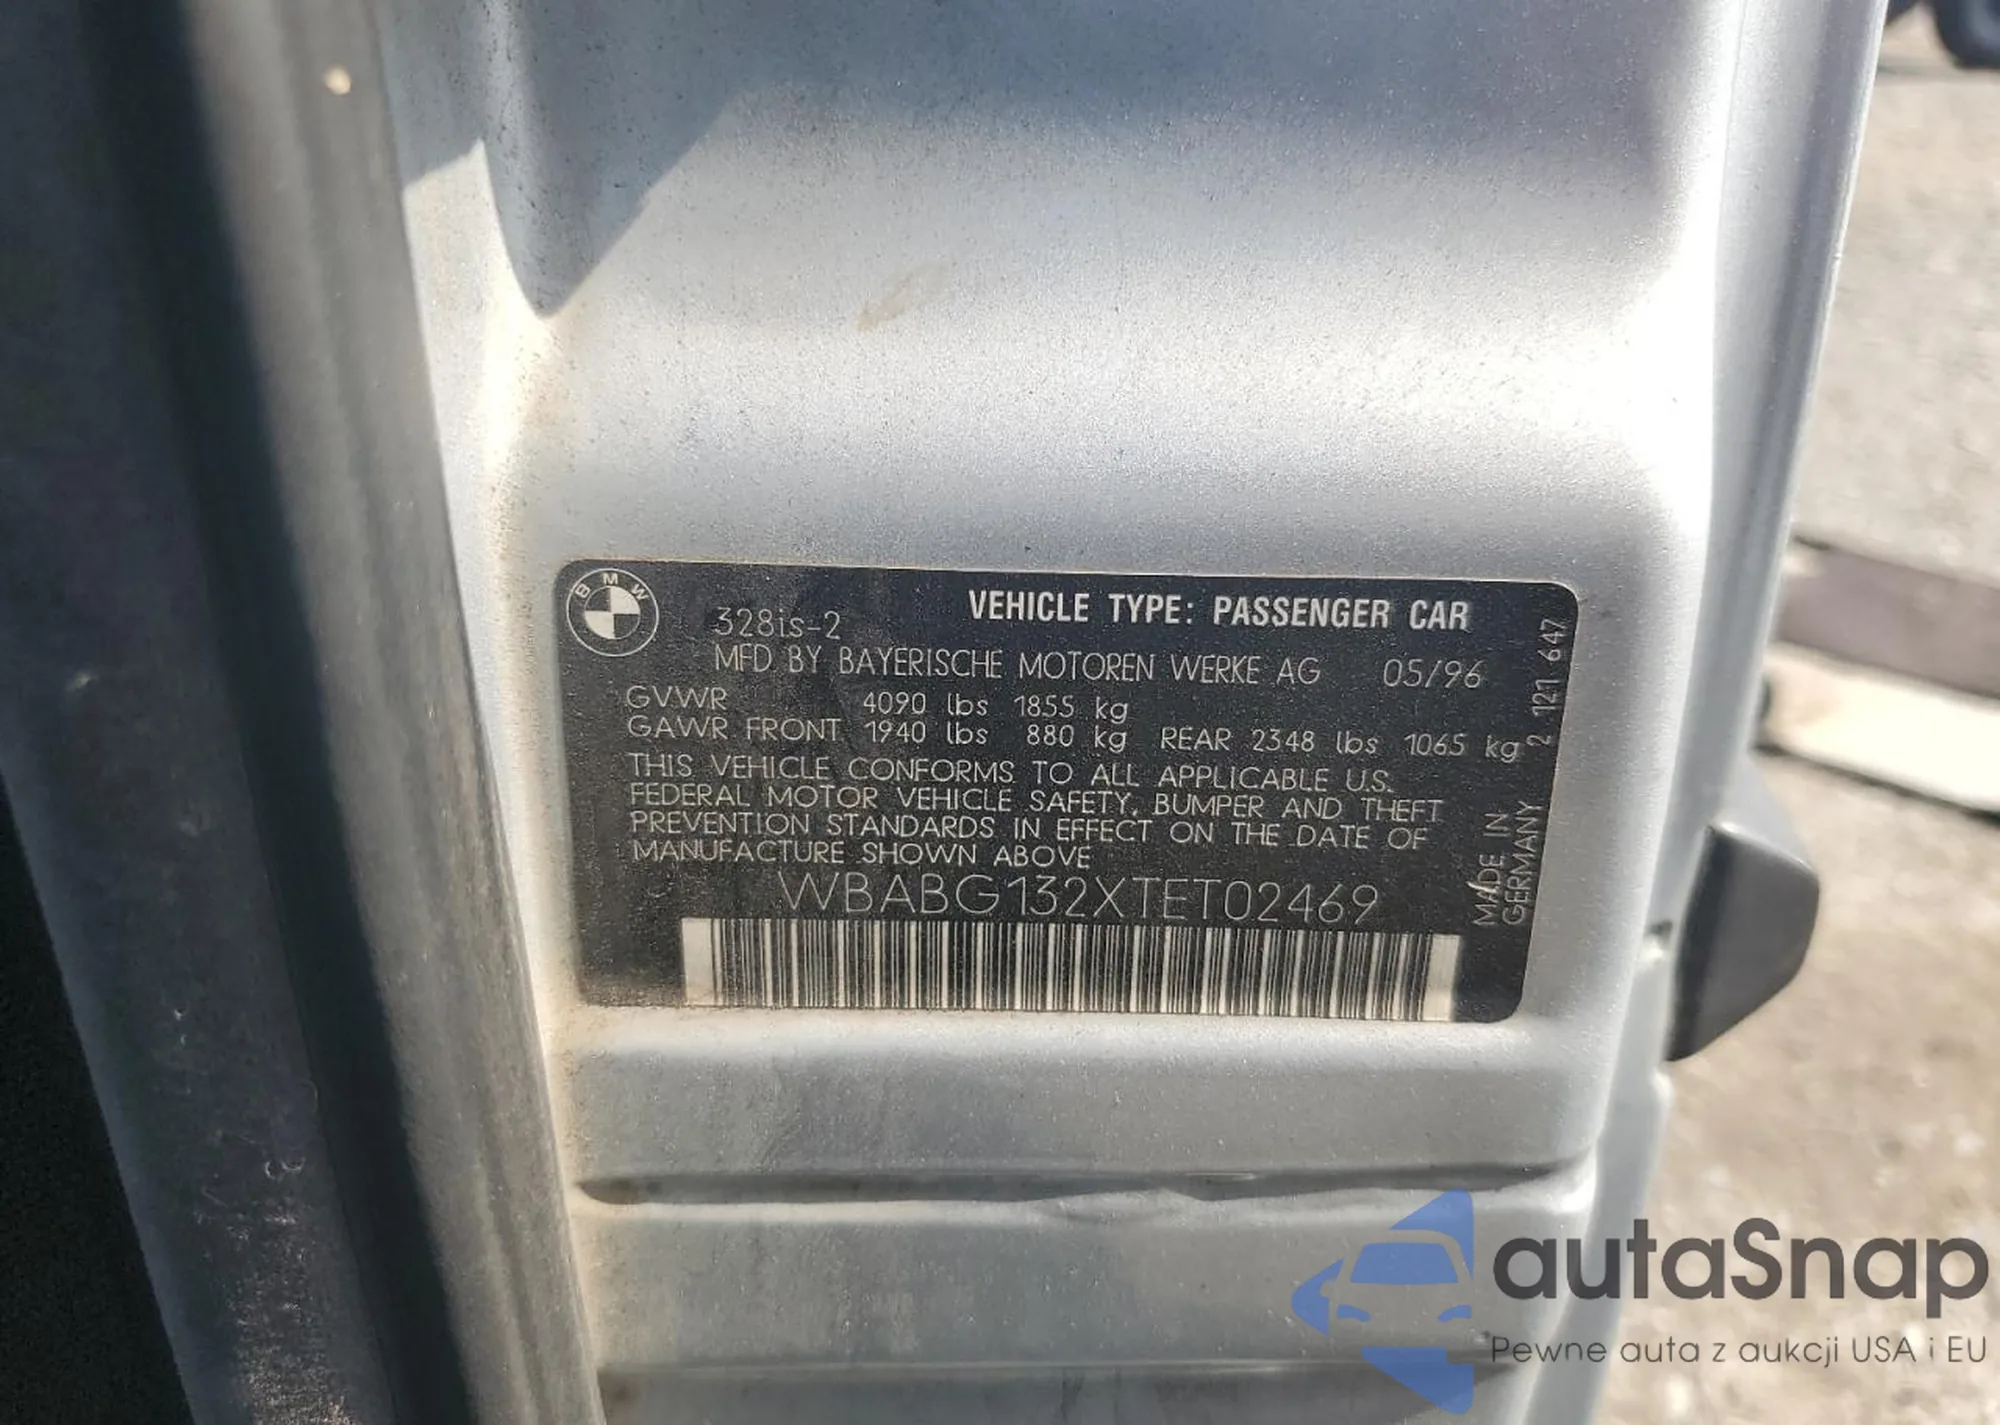 BMW
328is-2
VEHICLE TYPE: PASSENGER CAR
MFD BY BAYERISCHE MOTOREN WERKE AG 05/96
GVWR 4090 lbs 1855 kg
GAWR FRONT 1940 lbs 880 kg REAR 2348 lbs 1065 kg
THIS VEHICLE CONFORMS TO ALL APPLICABLE U.S.
FEDERAL MOTOR VEHICLE SAFETY, BUMPER AND THEFT
PREVENTION STANDARDS IN EFFECT ON THE DATE OF
MANUFACTURE SHOWN ABOVE
WBABG132XTET02469
MADE IN
GERMANY
2 1211 647
autaSnap
Pewne auta z aukcji USA i EU